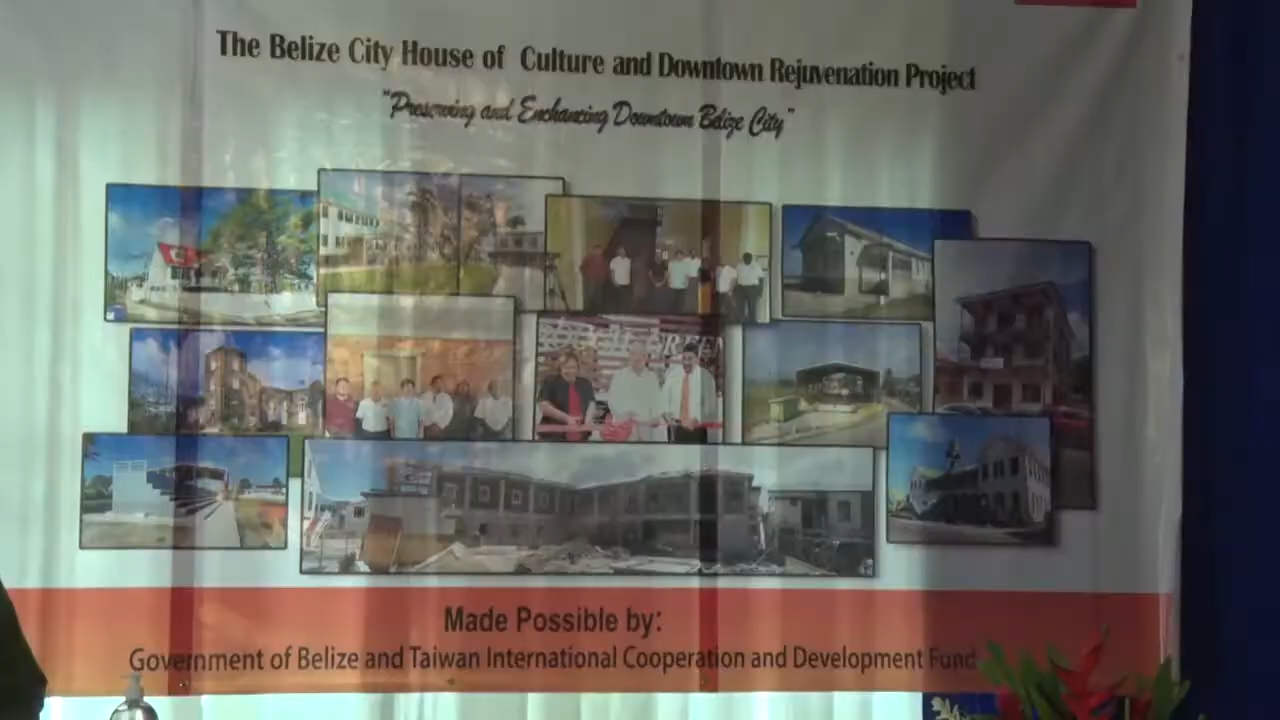 The Belize City House of Culture and Downtown Rejuvenation Project
"Preserving and Enchancing Downtown Belize City"
Made Possible by:
Government of Belize and Taiwan International Cooperation and Development Fund